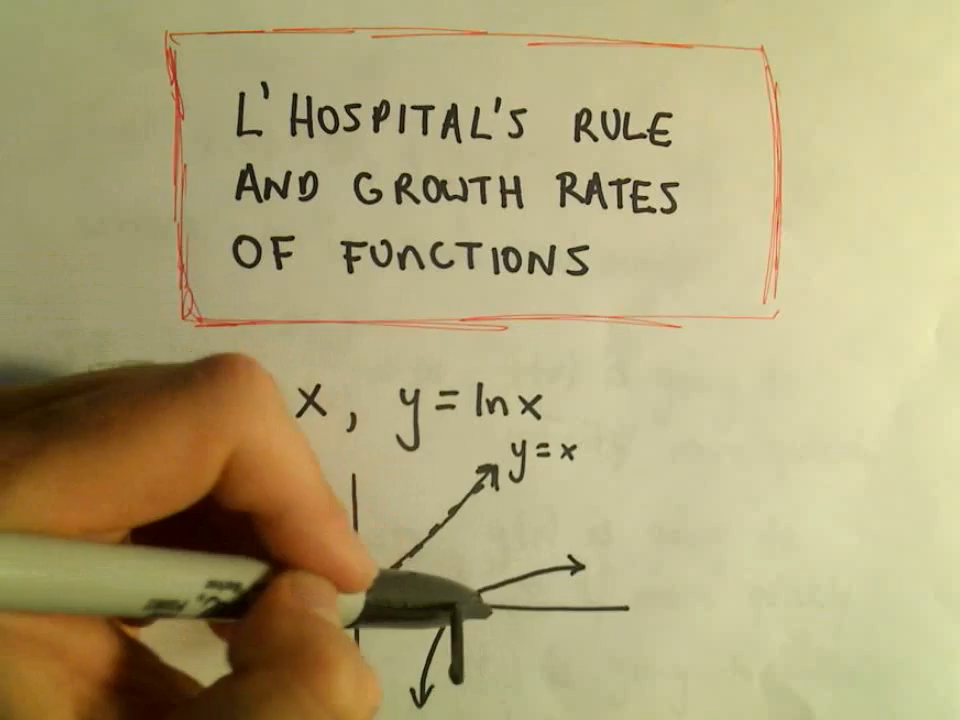 L'HOSPITAL'S RULE
AND GROWTH RATES
OF FUNCTIONS
x, y = ln x
y = x